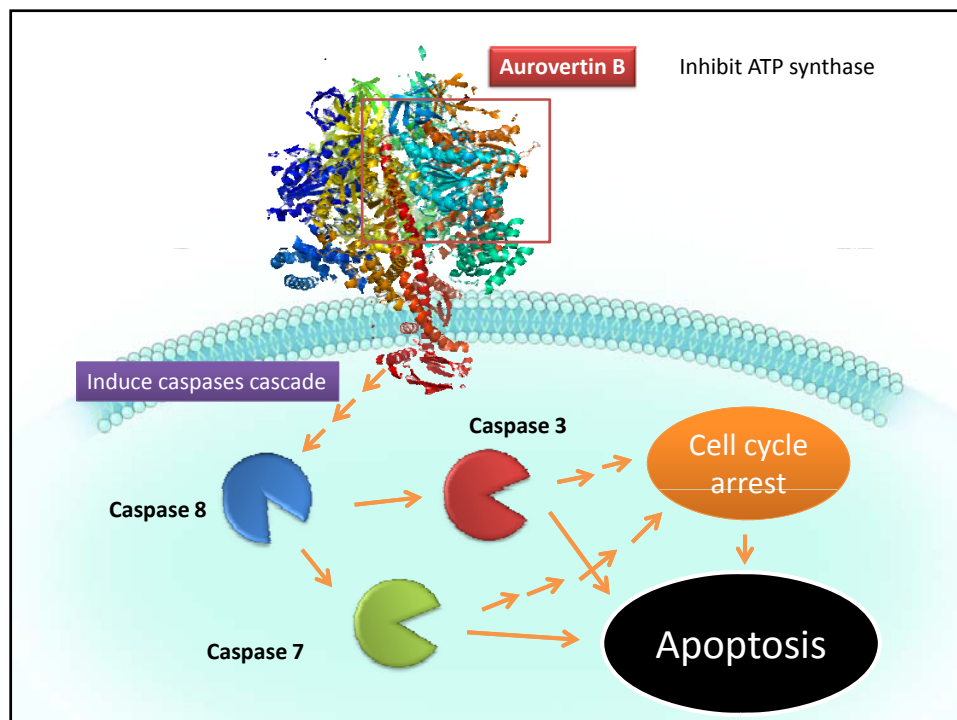 Aurovertin B
Inhibit ATP synthase
Induce caspases cascade
Caspase 3
Cell cycle
arrest
Caspase 8
Caspase 7
Apoptosis